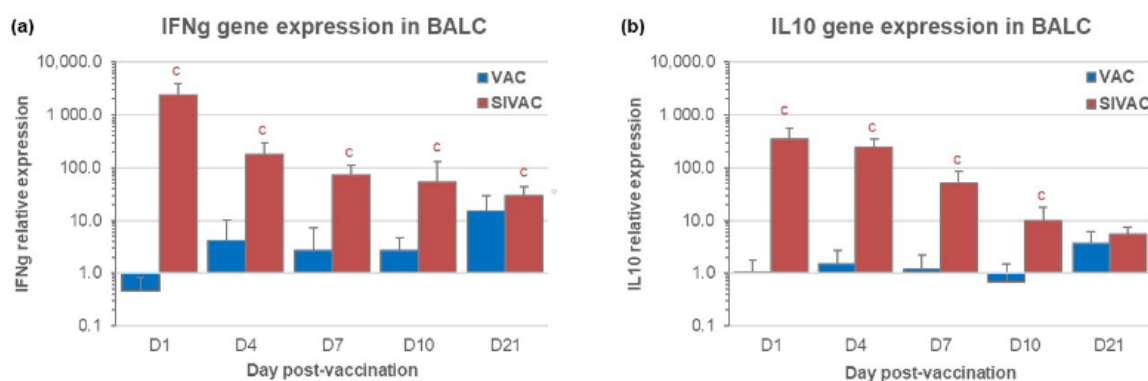 (a)
IFNg gene expression in BALC
IFNg relative expression
10,000.0
1 000.0
100.0
10.0
1.0
0.1
VAC
SIVAC
c
c
c
c
c
D1 D4 D7 D10 D21
Day post-vaccination
(b)
IL10 gene expression in BALC
IL10 relative expression
10,000.0
1 000.0
100.0
10.0
1.0
0.1
VAC
SIVAC
c
c
c
c
D1 D4 D7 D10 D21
Day post-vaccination